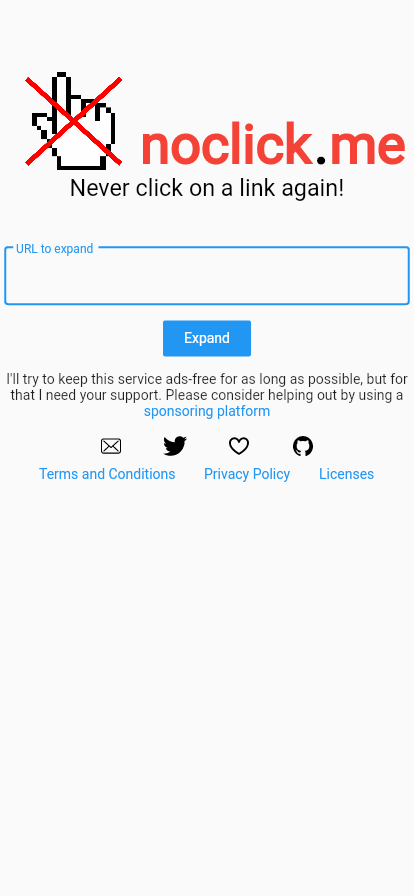 noclick.me
Never click on a link again!
URL to expand
Expand
I'll try to keep this service ads-free for as long as possible, but for
that I need your support. Please consider helping out by using a
sponsoring platform
Terms and Conditions Privacy Policy Licenses